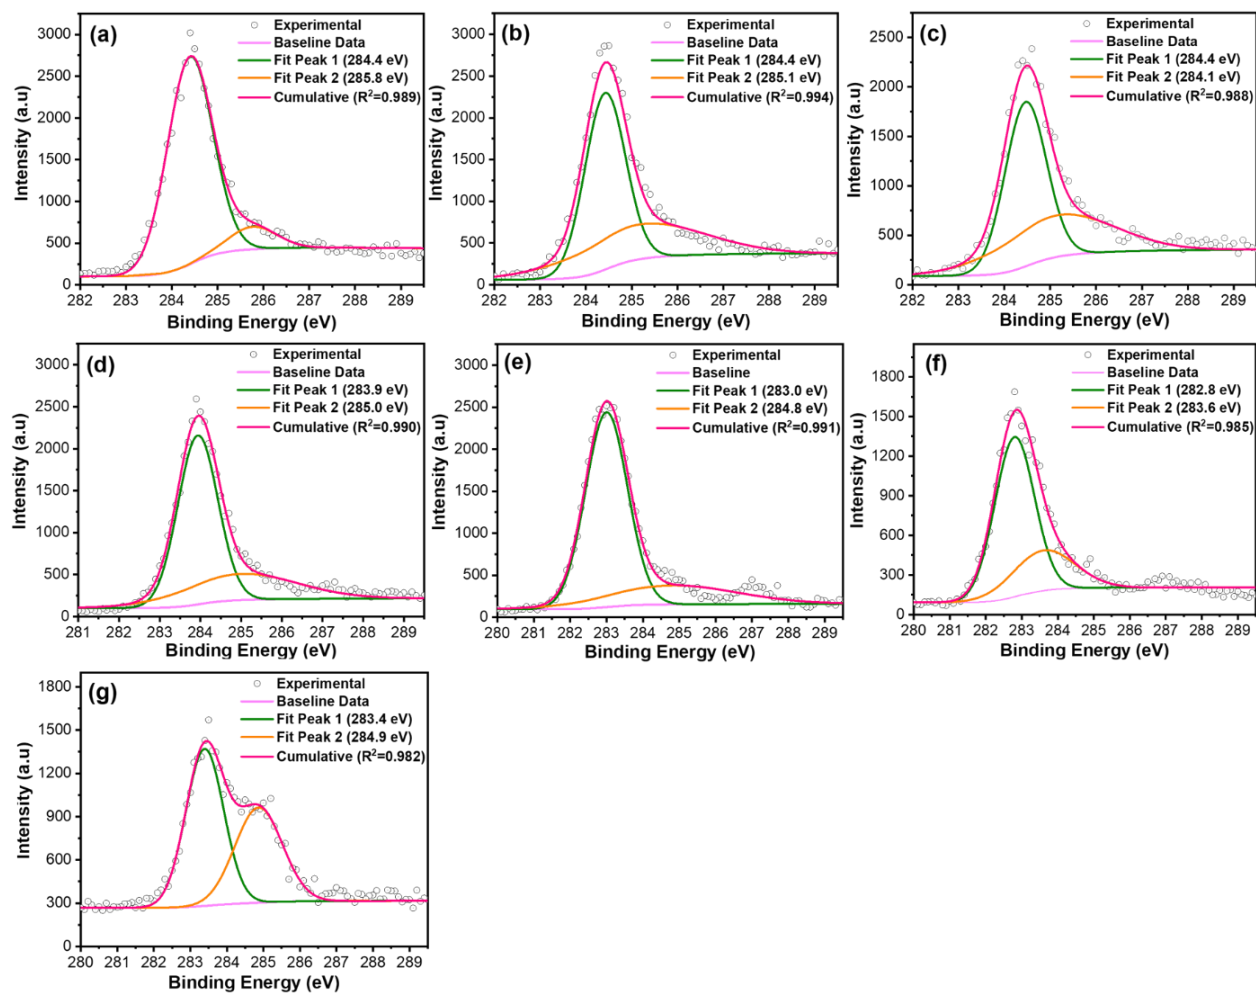 (a)
Experimental
Baseline Data
Fit Peak 1 (284.4 eV)
Fit Peak 2 (285.8 eV)
Cumulative (R²=0.989)
3000
2500
2000
1500
1000
500
0
Intensity (a.u)
282 283 284 285 286 287 288 289
Binding Energy (eV)
(b)
Experimental
Baseline Data
Fit Peak 1 (284.4 eV)
Fit Peak 2 (285.1 eV)
Cumulative (R²=0.994)
3000
2500
2000
1500
1000
500
0
Intensity (a.u)
282 283 284 285 286 287 288 289
Binding Energy (eV)
(c)
Experimental
Baseline Data
Fit Peak 1 (284.4 eV)
Fit Peak 2 (284.1 eV)
Cumulative (R²=0.988)
2500
2000
1500
1000
500
0
Intensity (a.u)
282 283 284 285 286 287 288 289
Binding Energy (eV)
(d)
Experimental
Baseline Data
Fit Peak 1 (283.9 eV)
Fit Peak 2 (285.0 eV)
Cumulative (R²=0.990)
3000
2500
2000
1500
1000
500
0
Intensity (a.u)
281 282 283 284 285 286 287 288 289
Binding Energy (eV)
(e)
Experimental
Baseline
Fit Peak 1 (283.0 eV)
Fit Peak 2 (284.8 eV)
Cumulative (R²=0.991)
3000
2500
2000
1500
1000
500
0
Intensity (a.u)
280 281 282 283 284 285 286 287 288 289
Binding Energy (eV)
(f)
Experimental
Baseline Data
Fit Peak 1 (282.8 eV)
Fit Peak 2 (283.6 eV)
Cumulative (R²=0.985)
1800
1500
1200
900
600
300
0
Intensity (a.u)
280 281 282 283 284 285 286 287 288 289
Binding Energy (eV)
(g)
Experimental
Baseline Data
Fit Peak 1 (283.4 eV)
Fit Peak 2 (284.9 eV)
Cumulative (R²=0.982)
1800
1500
1200
900
600
300
0
Intensity (a.u)
280 281 282 283 284 285 286 287 288 289
Binding Energy (eV)